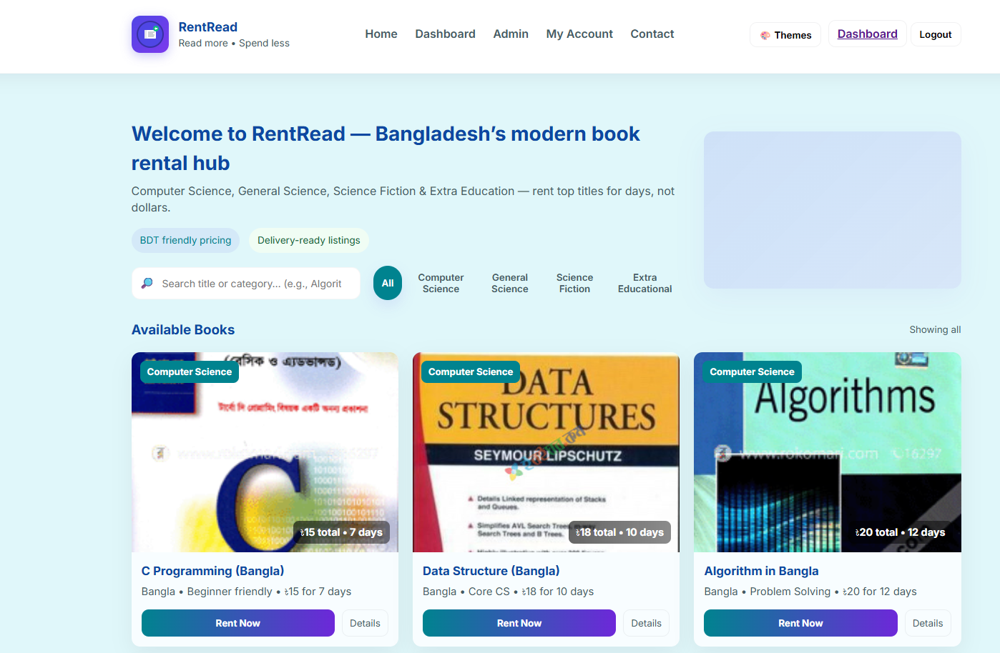 RentRead
Read more • Spend less
Home Dashboard Admin My Account Contact
Themes
Dashboard
Logout
Welcome to RentRead — Bangladesh’s modern book
rental hub
Computer Science, General Science, Science Fiction & Extra Education — rent top titles for days, not
dollars.
BDT friendly pricing
Delivery-ready listings
Search title or category… (e.g., Algorit
All
Computer
Science
General
Science
Science
Fiction
Extra
Educational
Available Books
Showing all
Computer Science
(বেসিক ও এ্যাডভান্সড)
টার্বো সি প্রোগ্রামিং বিষয়ক একটি অনন্য প্রকাশনা
C
৳15 total • 7 days
C Programming (Bangla)
Bangla • Beginner friendly • ৳15 for 7 days
Rent Now
Details
Computer Science
DATA
STRUCTURES
SEYMOUR LIPSCHUTZ
Details Linked representation of Stacks
and Queues.
Simplifies AVL Search Trees
Search Trees and B Trees.
৳18 total • 10 days
Data Structure (Bangla)
Bangla • Core CS • ৳18 for 10 days
Rent Now
Details
Computer Science
Algorithms
www.rokomari.com 16297
৳20 total • 12 days
Algorithm in Bangla
Bangla • Problem Solving • ৳20 for 12 days
Rent Now
Details